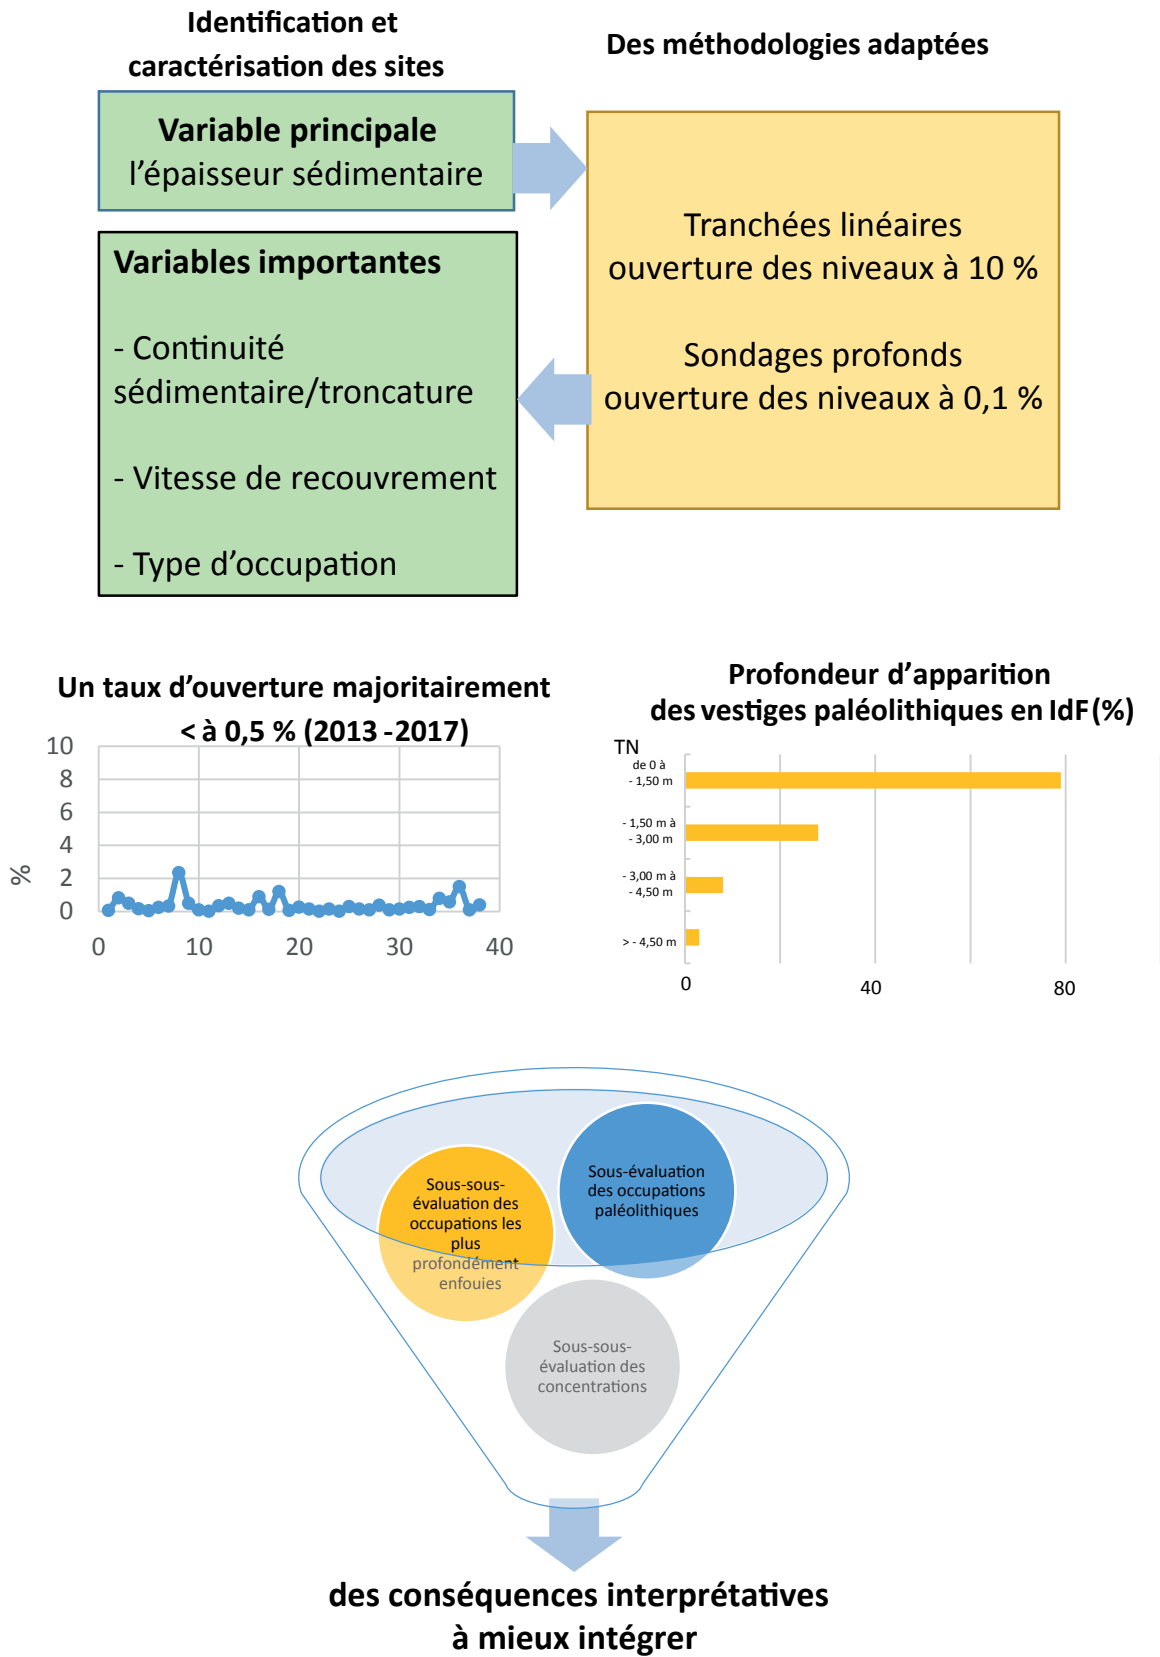 Identification et
caractérisation des sites
Des méthodologies adaptées
Variable principale
l’épaisseur sédimentaire
Variables importantes
- Continuité
sédimentaire/troncature
- Vitesse de recouvrement
- Type d’occupation
Tranchées linéaires
ouverture des niveaux à 10 %
Sondages profonds
ouverture des niveaux à 0,1 %
Un taux d’ouverture majoritairement
< à 0,5 % (2013 -2017)
10
8
6
4
2
0
%
0
10
20
30
40
Profondeur d’apparition
des vestiges paléolithiques en IdF (%)
TN
de 0 à
- 1,50 m
- 1,50 m à
- 3,00 m
- 3,00 m à
- 4,50 m
> - 4,50 m
0
40
80
Sous-sous-
évaluation des
occupations les
plus
profondément
enfouies
Sous-évaluation
des occupations
paléolithiques
Sous-sous-
évaluation des
concentrations
des conséquences interprétatives
à mieux intégrer